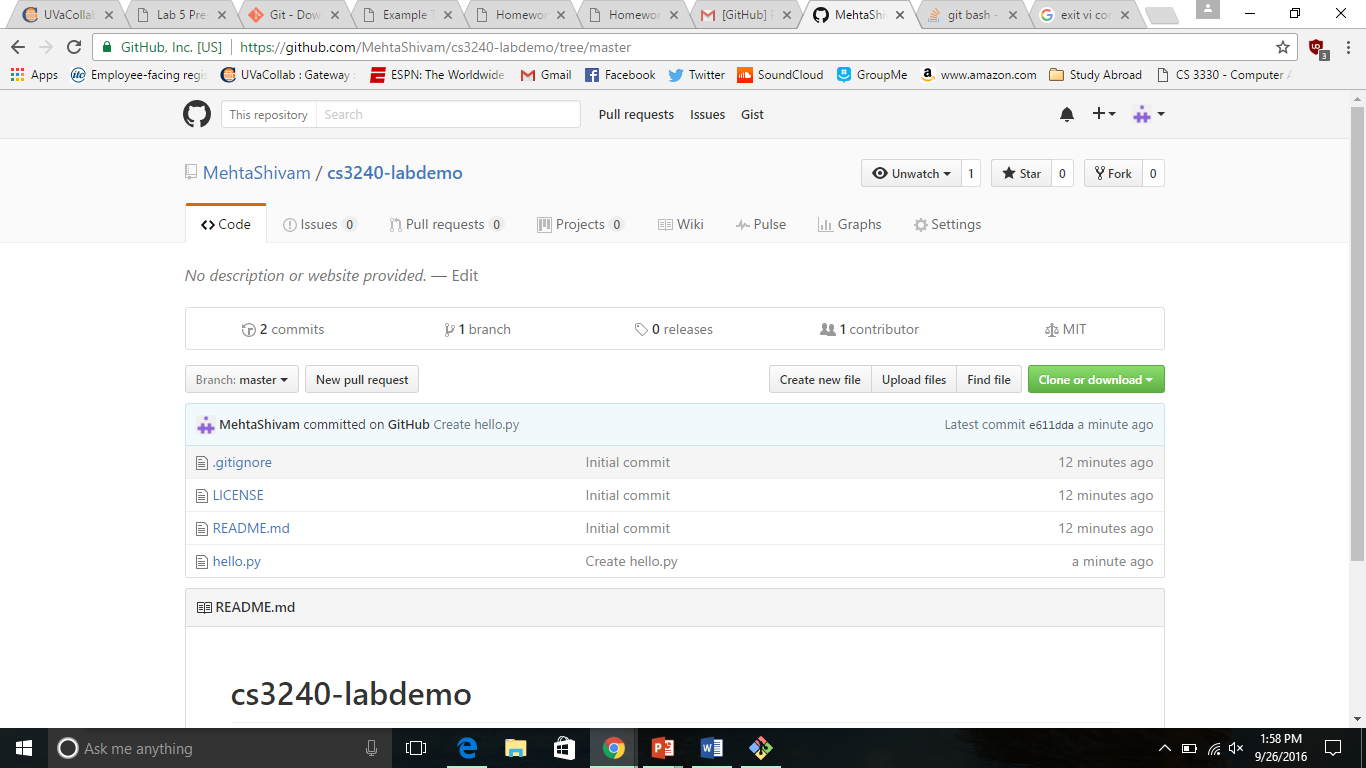 UVaCollab Lab 5 Pre Git - Dow Example T Homewor Homewor [GitHub] P MehtaShiv git bash - exit vi cor
GitHub, Inc. [US] https://github.com/MehtaShivam/cs3240-labdemo/tree/master 3
Apps Employee-facing regi UVaCollab : Gateway : ESPN: The Worldwide Gmail Facebook Twitter SoundCloud GroupMe www.amazon.com Study Abroad CS 3330 - Computer A
This repository Search Pull requests Issues Gist
MehtaShivam / cs3240-labdemo Unwatch 1 Star 0 Fork 0
Code Issues 0 Pull requests 0 Projects 0 Wiki Pulse Graphs Settings
No description or website provided. — Edit
2 commits 1 branch 0 releases 1 contributor MIT
Branch: master New pull request Create new file Upload files Find file Clone or download
MehtaShivam committed on GitHub Create hello.py Latest commit e611dda a minute ago
.gitignore Initial commit 12 minutes ago
LICENSE Initial commit 12 minutes ago
README.md Initial commit 12 minutes ago
hello.py Create hello.py a minute ago
README.md
cs3240-labdemo
Ask me anything 1:58 PM
9/26/2016